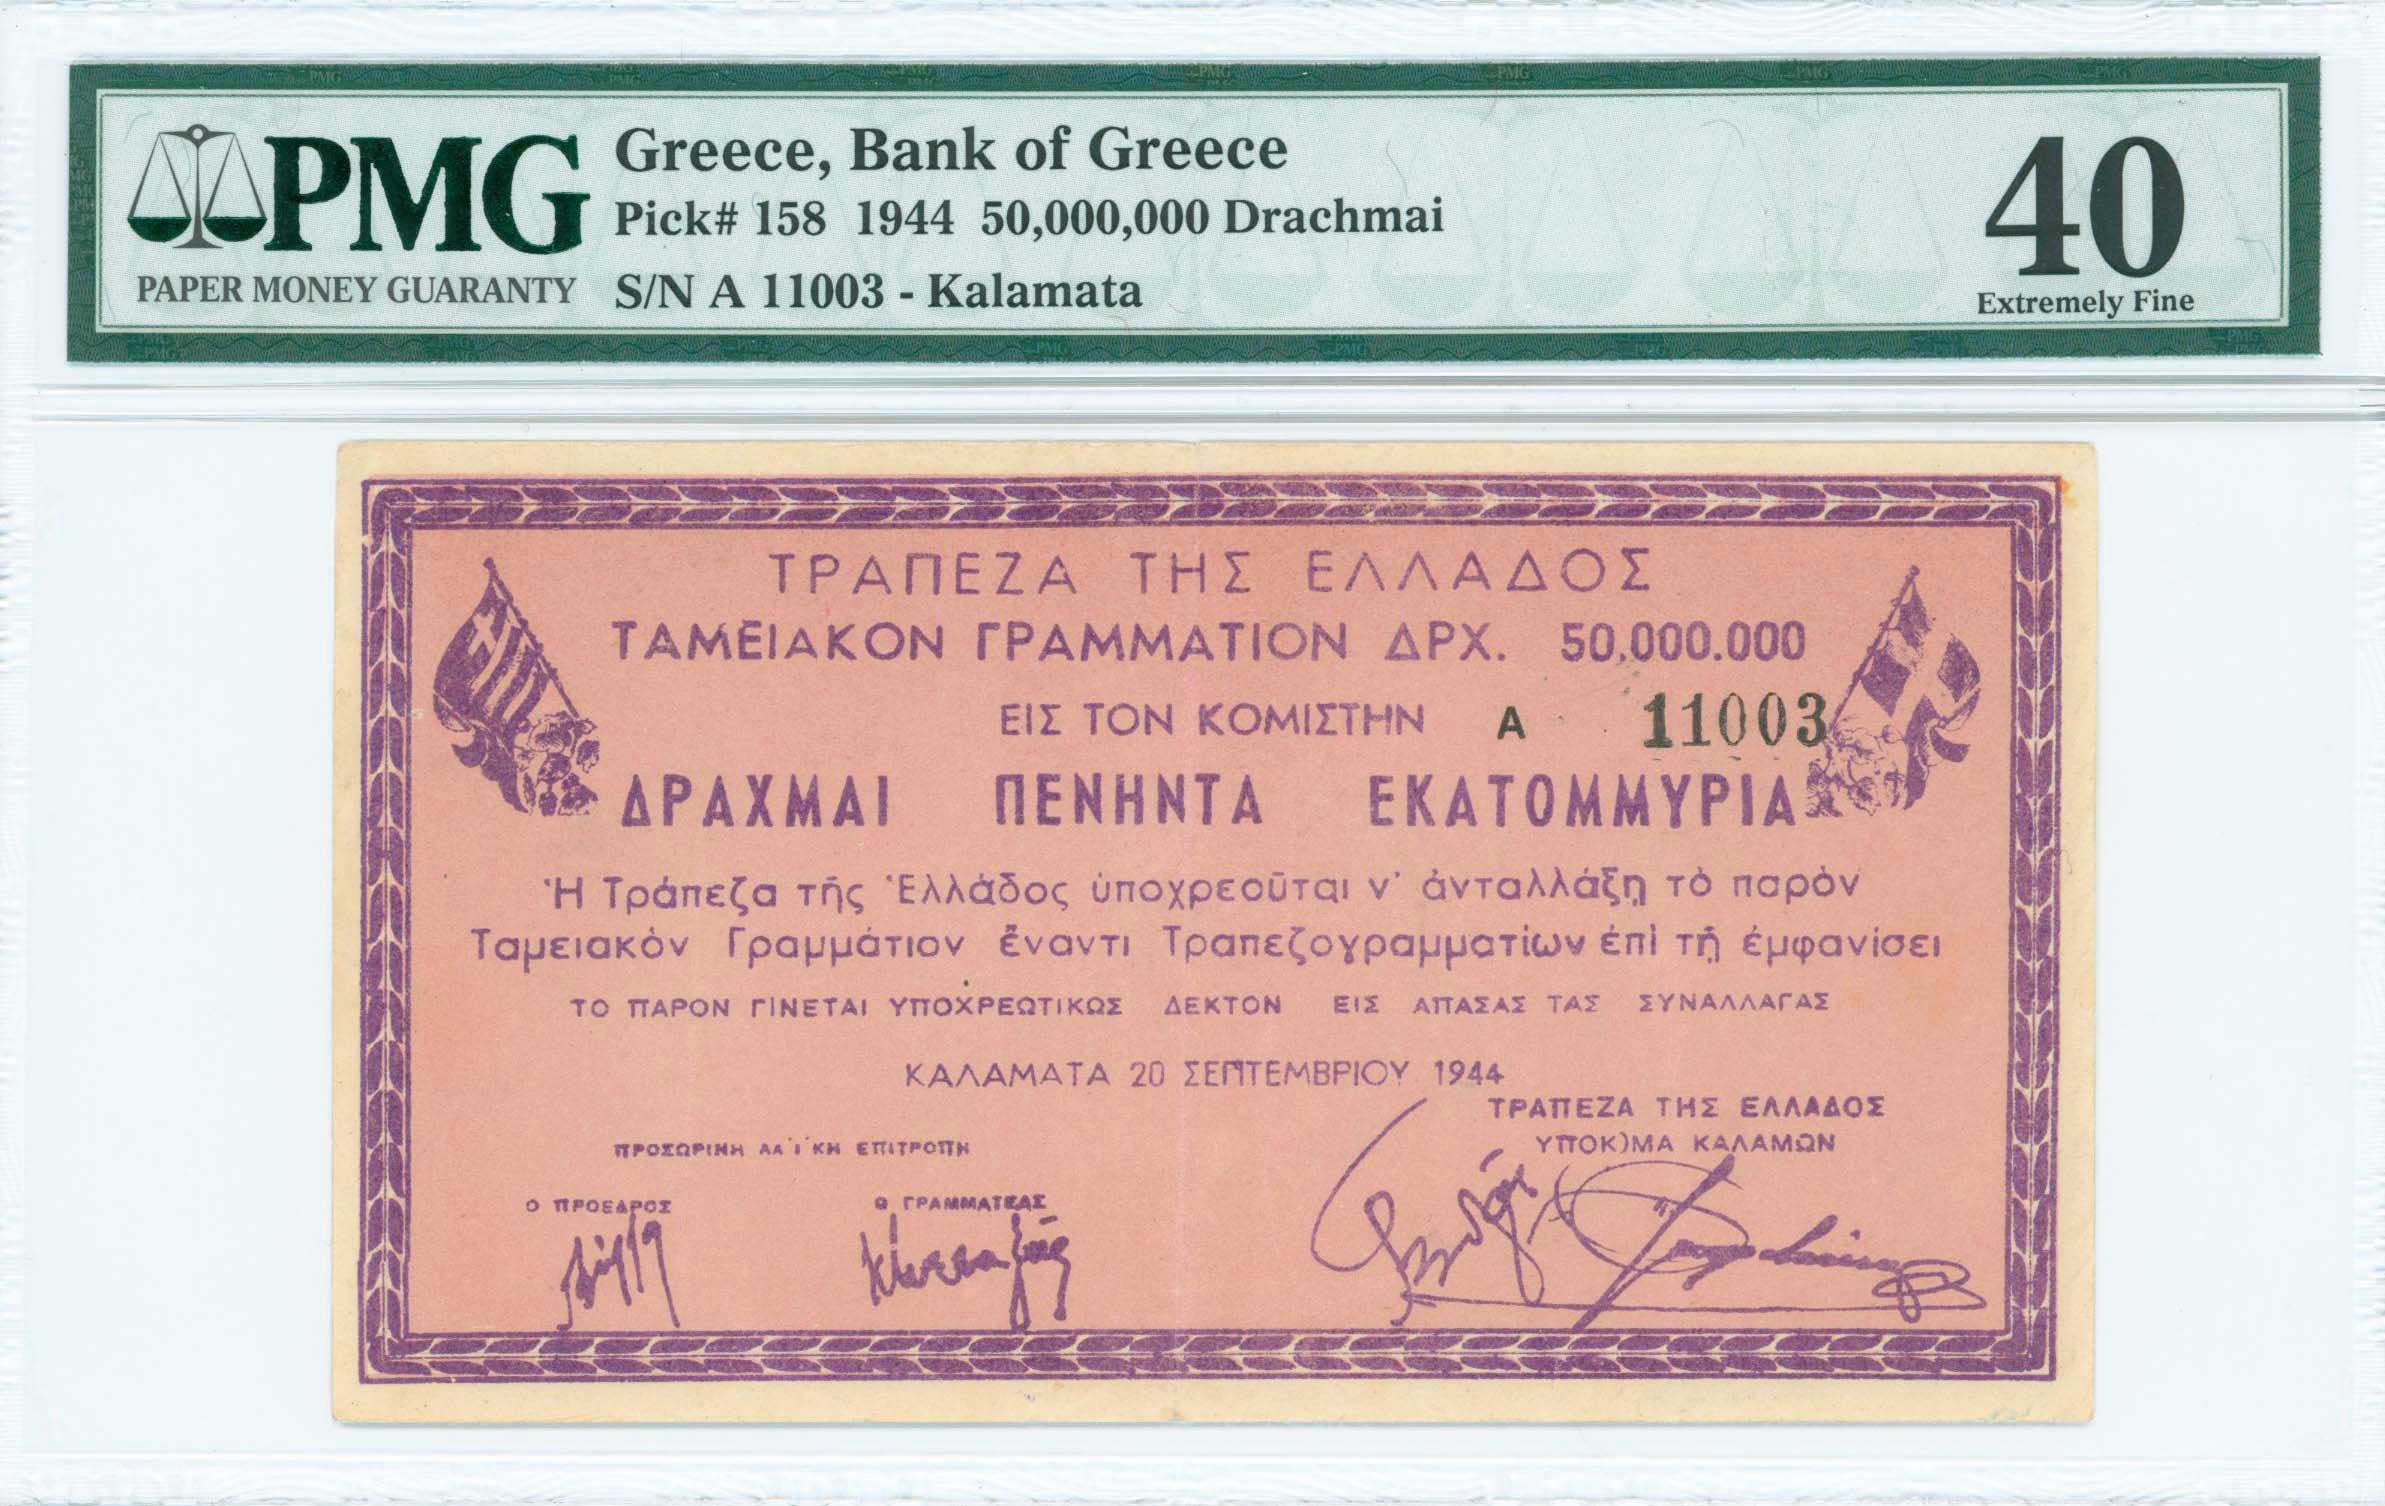 PMG
PAPER MONEY GUARANTY
Greece, Bank of Greece
Pick# 158 1944 50,000,000 Drachmai
S/N A 11003 - Kalamata
40
Extremely Fine
ΤΡΑΠΕΖΑ ΤΗΣ ΕΛΛΑΔΟΣ
ΤΑΜΕΙΑΚΟΝ ΓΡΑΜΜΑΤΙΟΝ ΔΡΧ. 50.000.000
ΕΙΣ ΤΟΝ ΚΟΜΙΣΤΗΝ Α 11003
ΔΡΑΧΜΑΙ ΠΕΝΗΝΤΑ ΕΚΑΤΟΜΜΥΡΙΑ
Ἡ Τράπεζα τῆς Ἑλλάδος ὑποχρεοῦται ν' ἀνταλλάξῃ τὸ παρὸν
Ταμειακὸν Γραμμάτιον ἔναντι Τραπεζογραμματίων ἐπὶ τῇ ἐμφανίσει
ΤΟ ΠΑΡΟΝ ΓΙΝΕΤΑΙ ΥΠΟΧΡΕΩΤΙΚΩΣ ΔΕΚΤΟΝ ΕΙΣ ΑΠΑΣΑΣ ΤΑΣ ΣΥΝΑΛΛΑΓΑΣ
ΚΑΛΑΜΑΤΑ 20 ΣΕΠΤΕΜΒΡΙΟΥ 1944
ΤΡΑΠΕΖΑ ΤΗΣ ΕΛΛΑΔΟΣ
ΥΠΟΚ)ΜΑ ΚΑΛΑΜΩΝ
ΠΡΟΣΩΡΙΝΗ ΛΑΪΚΗ ΕΠΙΤΡΟΠΗ
Ο ΠΡΟΕΔΡΟΣ Ο ΓΡΑΜΜΑΤΕΑΣ